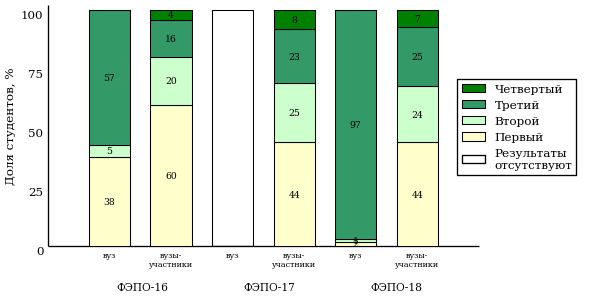 Доля студентов, %
100
75
50
25
0
57
5
38
4
16
20
60
8
23
25
44
97
1
7
25
24
44
вуз
вузы-
участники
вуз
вузы-
участники
вуз
вузы-
участники
ФЭПО-16
ФЭПО-17
ФЭПО-18
Четвертый
Третий
Второй
Первый
Результаты
отсутствуют